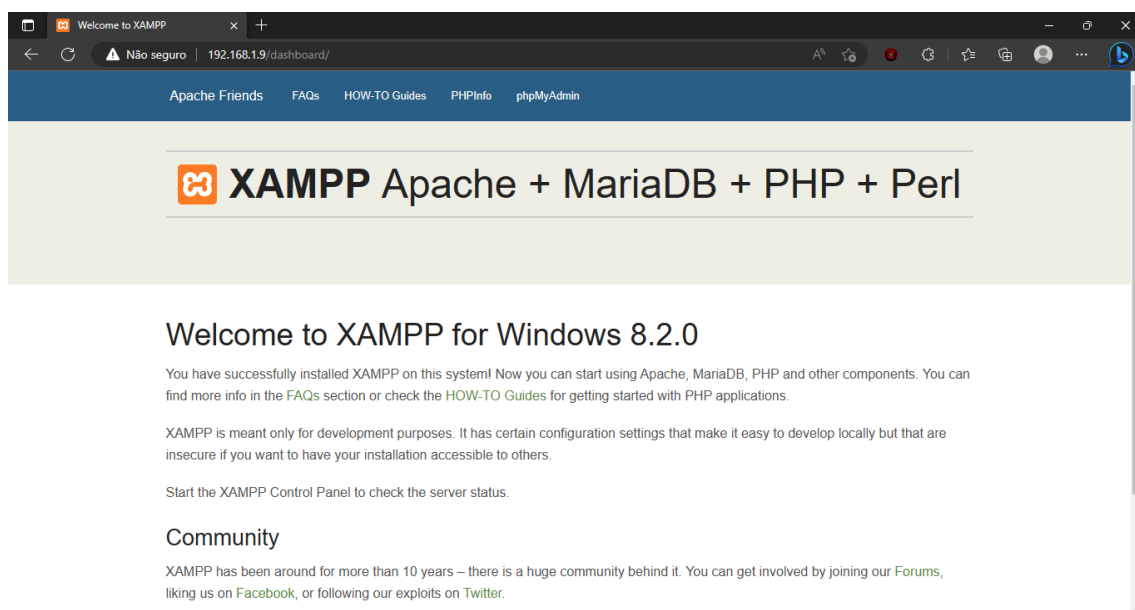 Welcome to XAMPP
Não seguro 192.168.1.9/dashboard/
Apache Friends FAQs HOW-TO Guides PHPInfo phpMyAdmin
XAMPP Apache + MariaDB + PHP + Perl
Welcome to XAMPP for Windows 8.2.0
You have successfully installed XAMPP on this system! Now you can start using Apache, MariaDB, PHP and other components. You can
find more info in the FAQs section or check the HOW-TO Guides for getting started with PHP applications.
XAMPP is meant only for development purposes. It has certain configuration settings that make it easy to develop locally but that are
insecure if you want to have your installation accessible to others.
Start the XAMPP Control Panel to check the server status.
Community
XAMPP has been around for more than 10 years – there is a huge community behind it. You can get involved by joining our Forums,
liking us on Facebook, or following our exploits on Twitter.